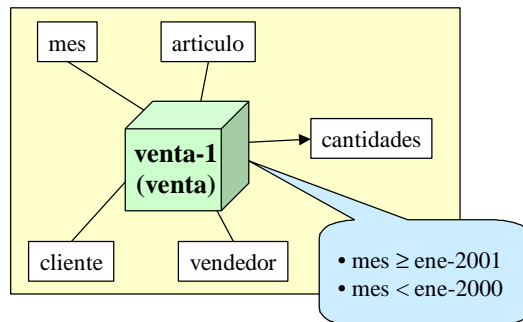 mes
articulo
venta-1
(venta)
cantidades
cliente
vendedor
• mes ≥ ene-2001
• mes < ene-2000